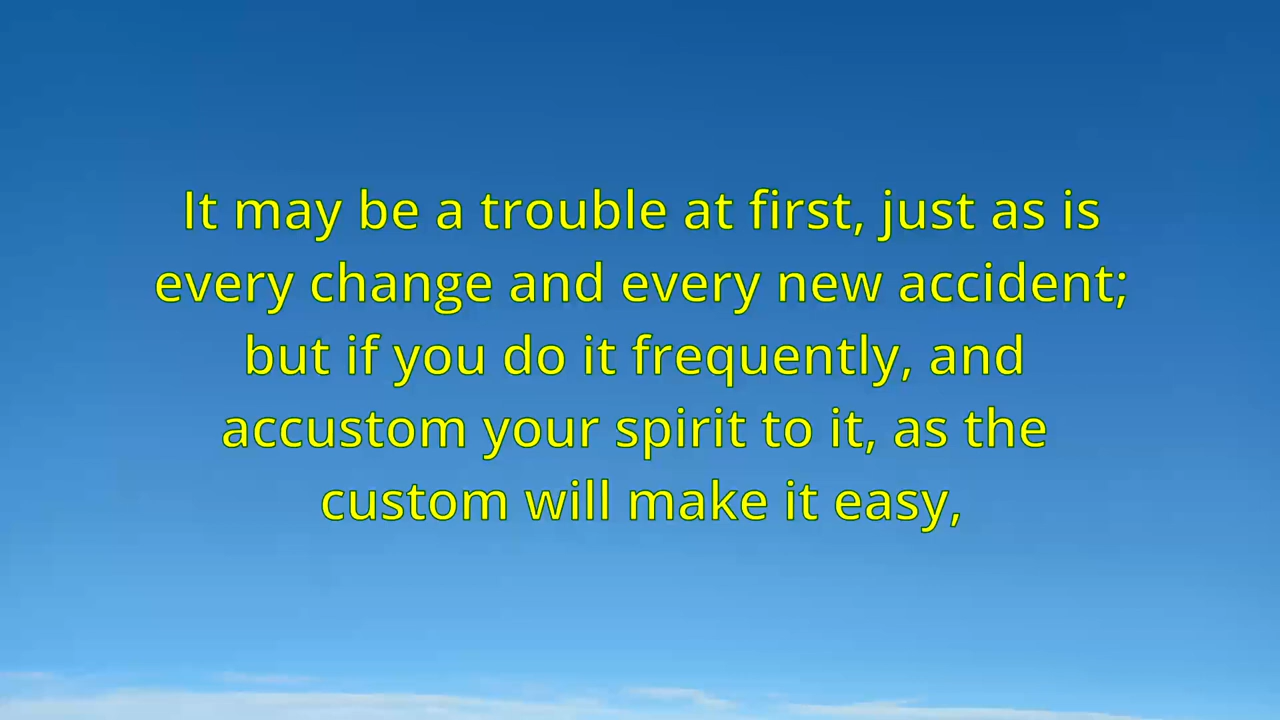 It may be a trouble at first, just as is
every change and every new accident;
but if you do it frequently, and
accustom your spirit to it, as the
custom will make it easy,